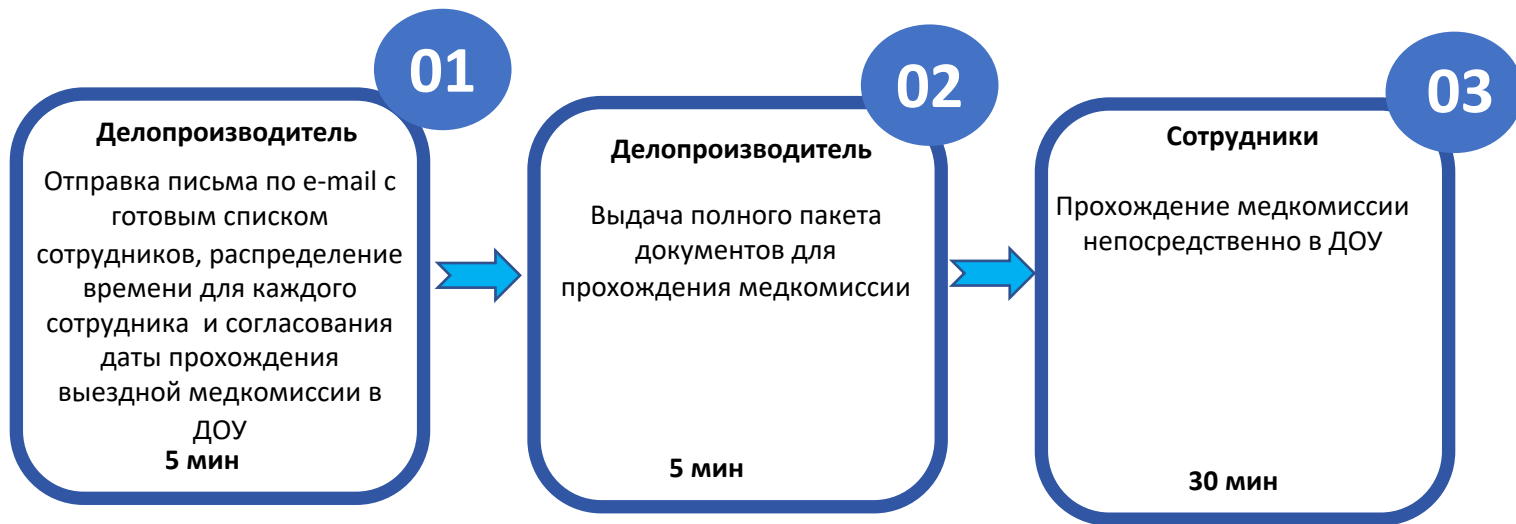 01
Делопроизводитель
Отправка письма по e-mail с
готовым списком
сотрудников, распределение
времени для каждого
сотрудника и согласования
даты прохождения
выездной медкомиссии в
ДОУ
5 мин
02
Делопроизводитель
Выдача полного пакета
документов для
прохождения медкомиссии
5 мин
03
Сотрудники
Прохождение медкомиссии
непосредственно в ДОУ
30 мин